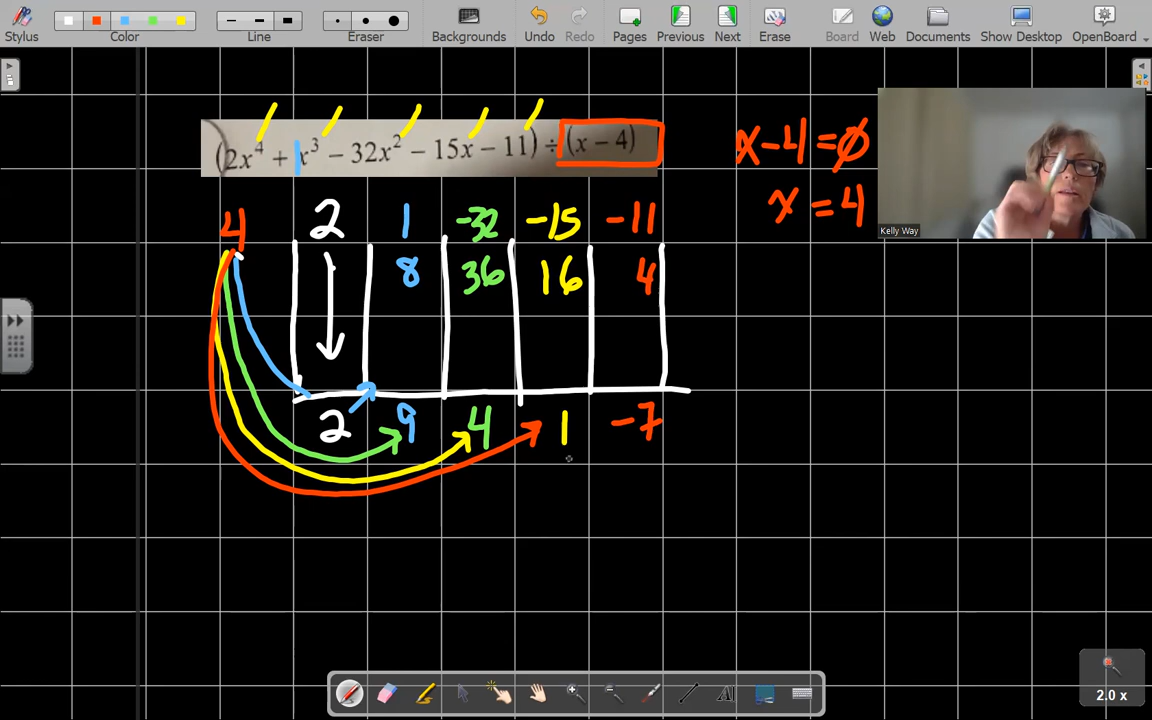 Stylus Color Line Eraser Backgrounds Undo Redo Pages Previous Next Erase Board Web Documents Show Desktop OpenBoard
(2x⁴ + 1x³ − 32x² − 15x − 11) ÷ (x − 4)
x−4=0
x=4
Kelly Way
4 2 1 -32 -15 -11
8 36 16 4
2 9 4 1 -7
2.0 x